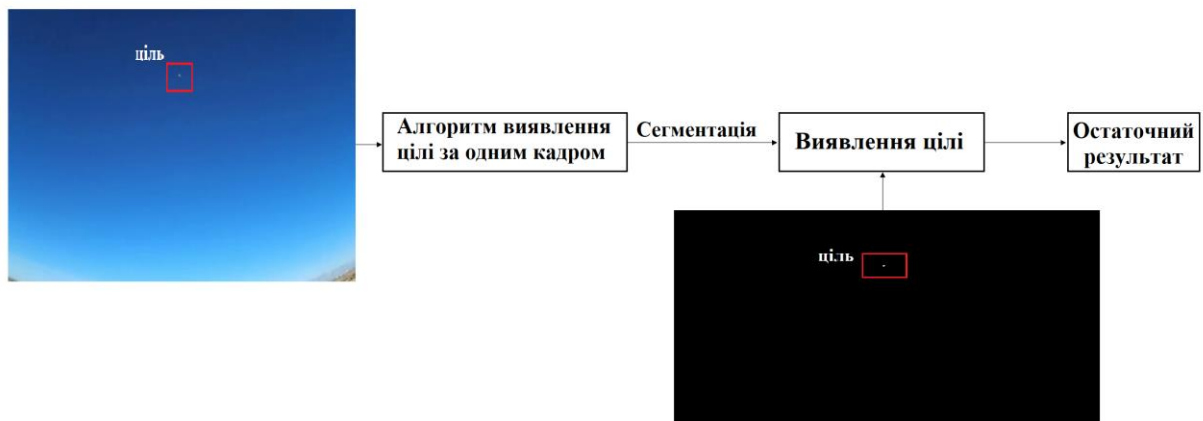 ціль
Алгоритм виявлення
цілі за одним кадром
Сегментація
Виявлення цілі
Остаточний
результат
ціль